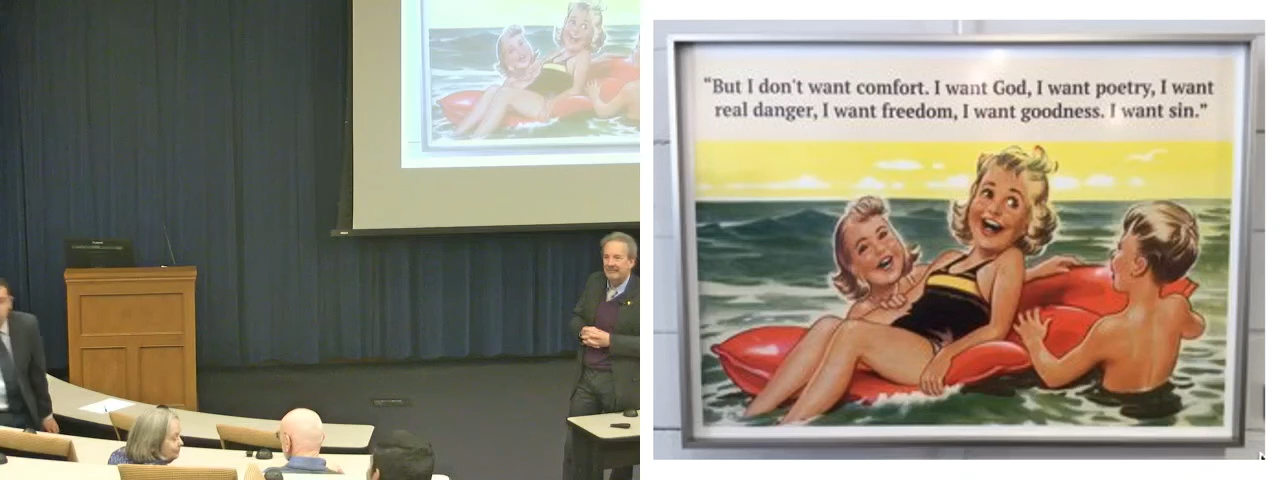 “But I don't want comfort. I want God, I want poetry, I want
real danger, I want freedom, I want goodness. I want sin.”